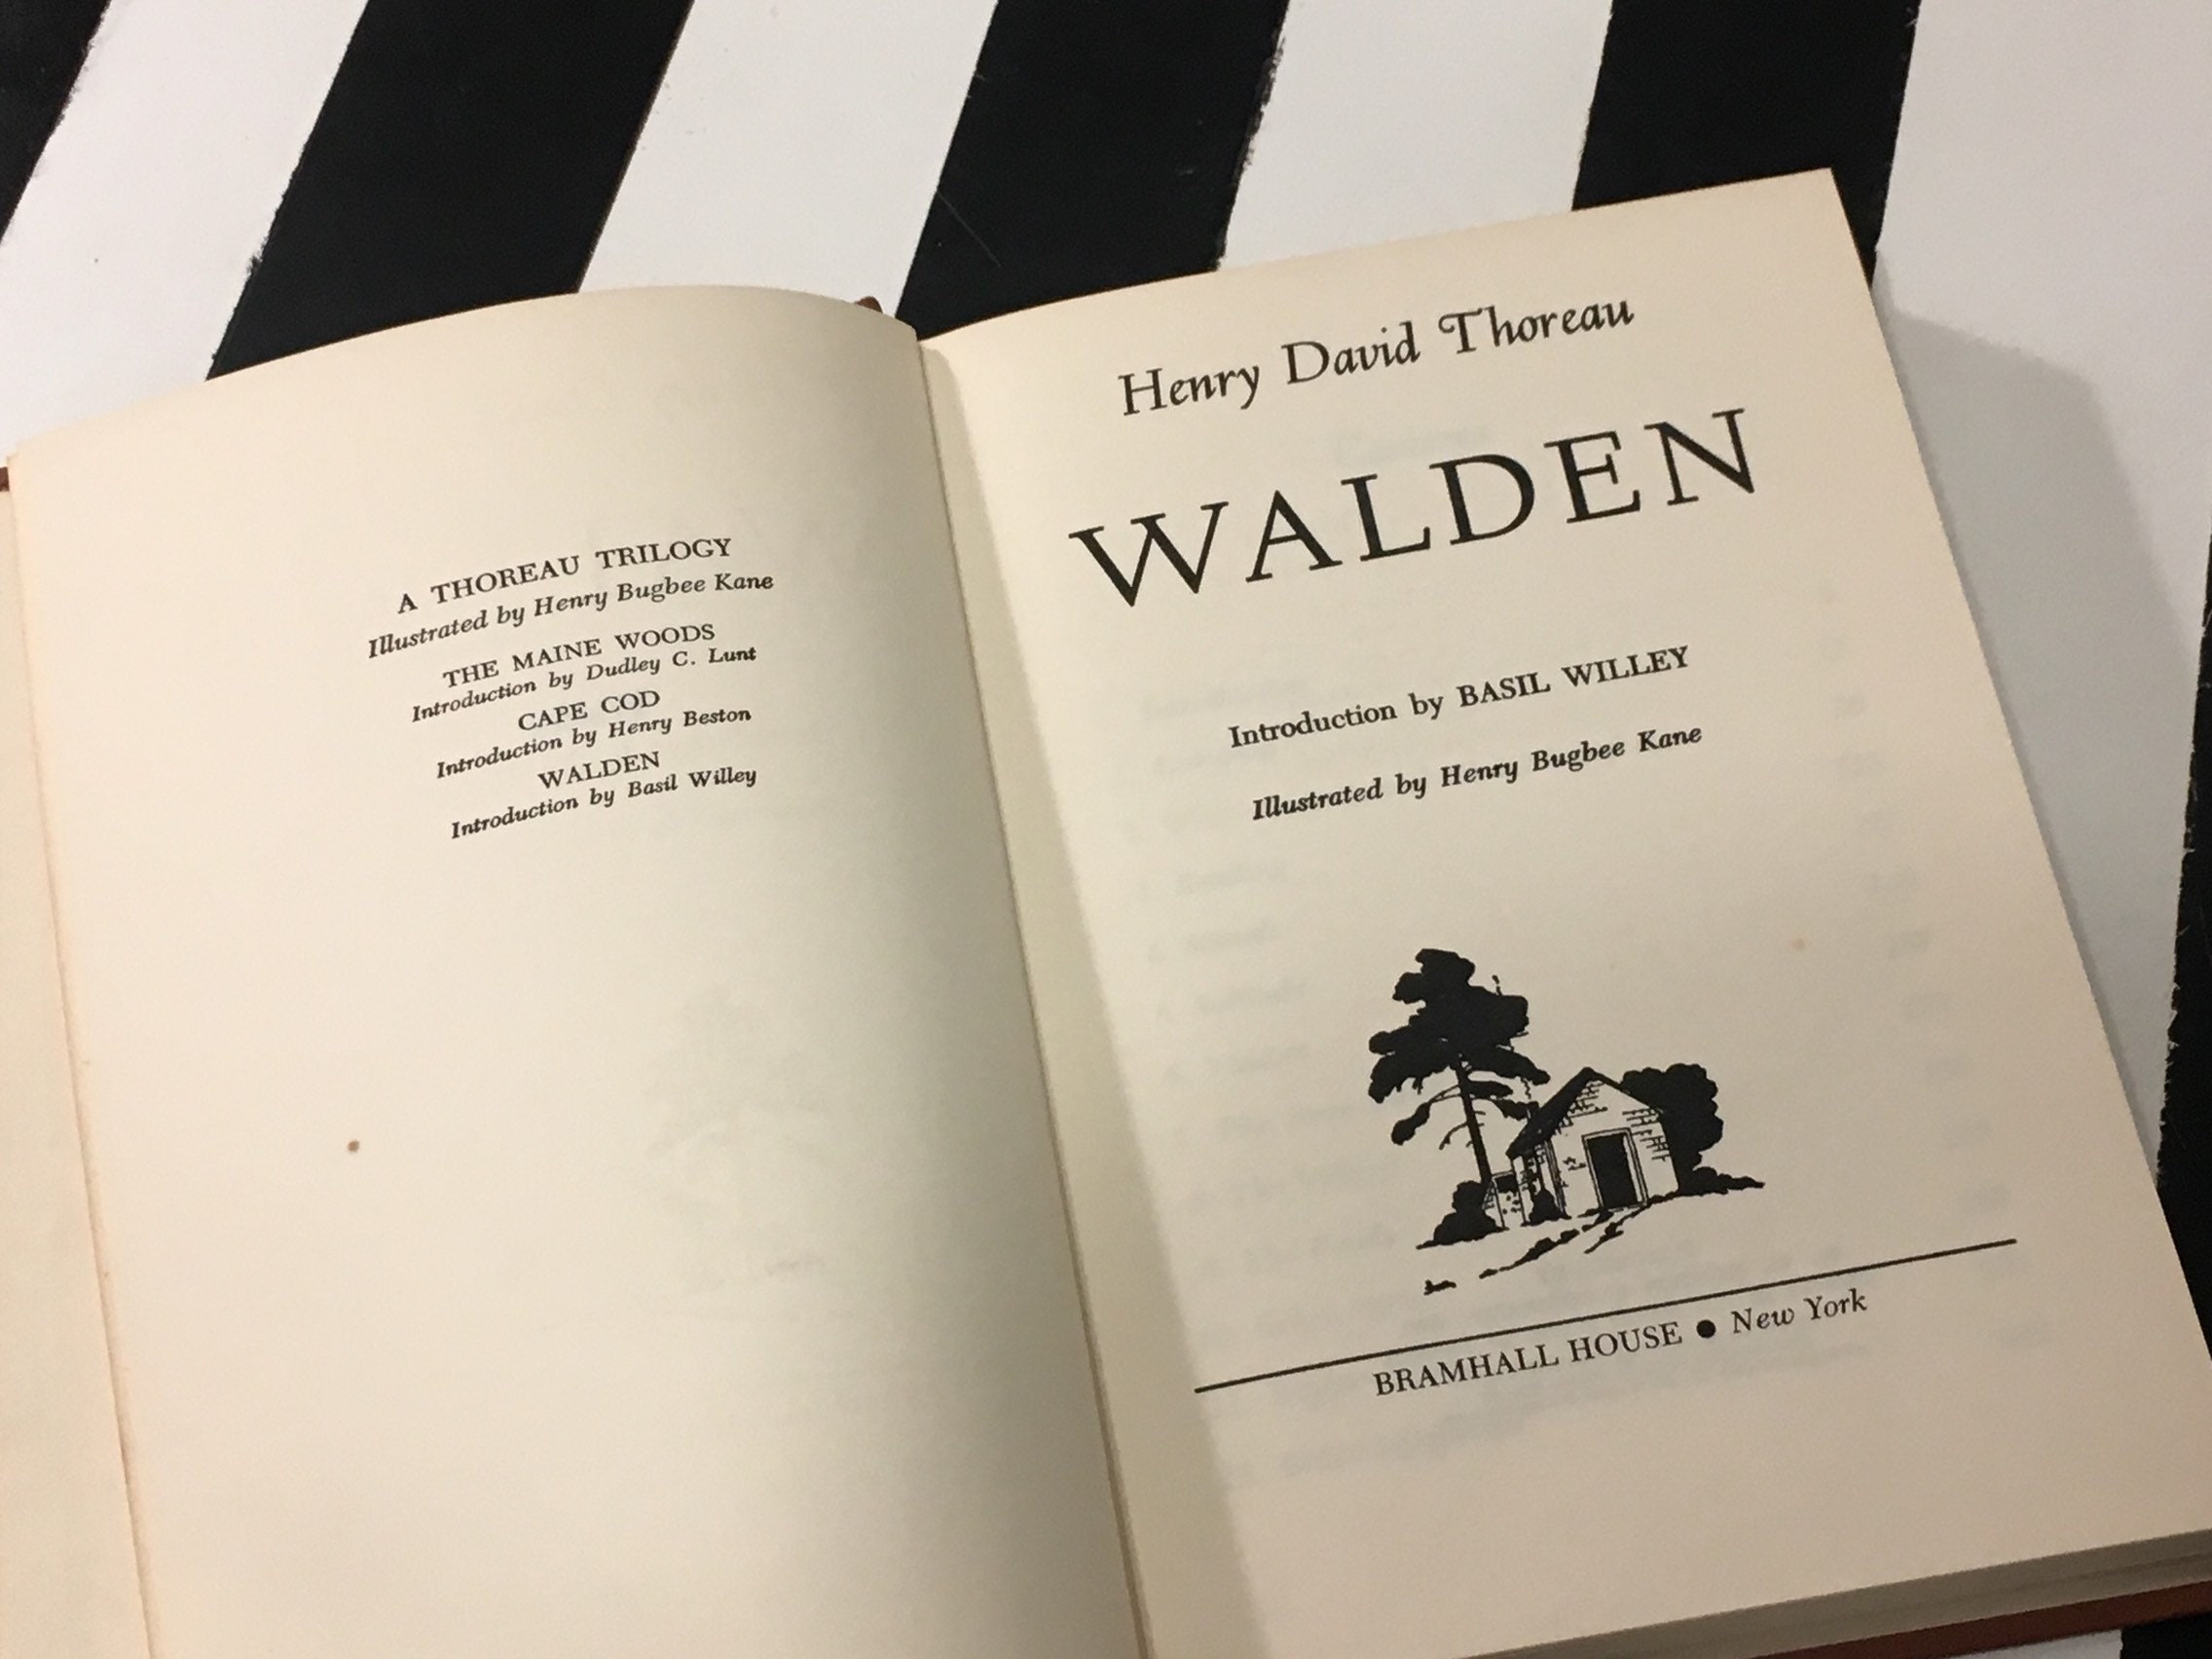 A THOREAU TRILOGY
Illustrated by Henry Bugbee Kane
THE MAINE WOODS
Introduction by Dudley C. Lunt
CAPE COD
Introduction by Henry Beston
WALDEN
Introduction by Basil Willey
Henry David Thoreau
WALDEN
Introduction by BASIL WILLEY
Illustrated by Henry Bugbee Kane
BRAMHALL HOUSE ● New York